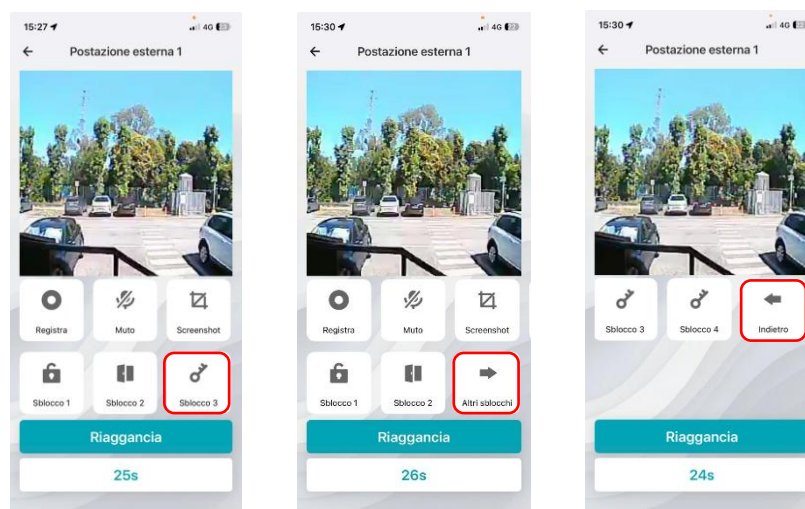 15:27
4G
Postazione esterna 1
Registra
Muto
Screenshot
Sblocco 1
Sblocco 2
Sblocco 3
Riaggancia
25s
15:30
4G
Postazione esterna 1
Registra
Muto
Screenshot
Sblocco 1
Sblocco 2
Altri sblocchi
Riaggancia
26s
15:30
4G
Postazione esterna 1
Sblocco 3
Sblocco 4
Indietro
Riaggancia
24s